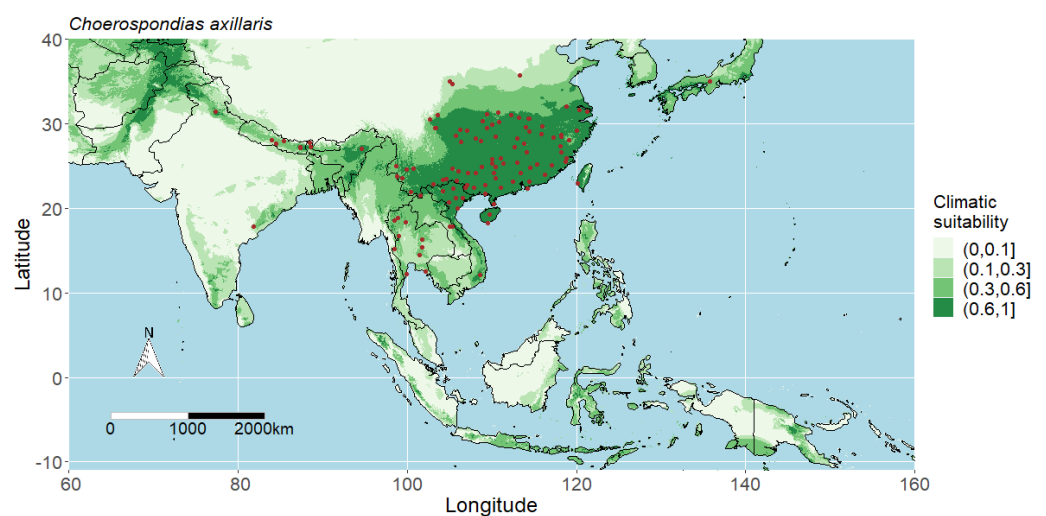 Choerospondias axillaris
40
30
20
10
0
-10
Latitude
60
80
100
120
140
160
Longitude
N
0
1000
2000km
Climatic
suitability
(0,0.1]
(0.1,0.3]
(0.3,0.6]
(0.6,1]